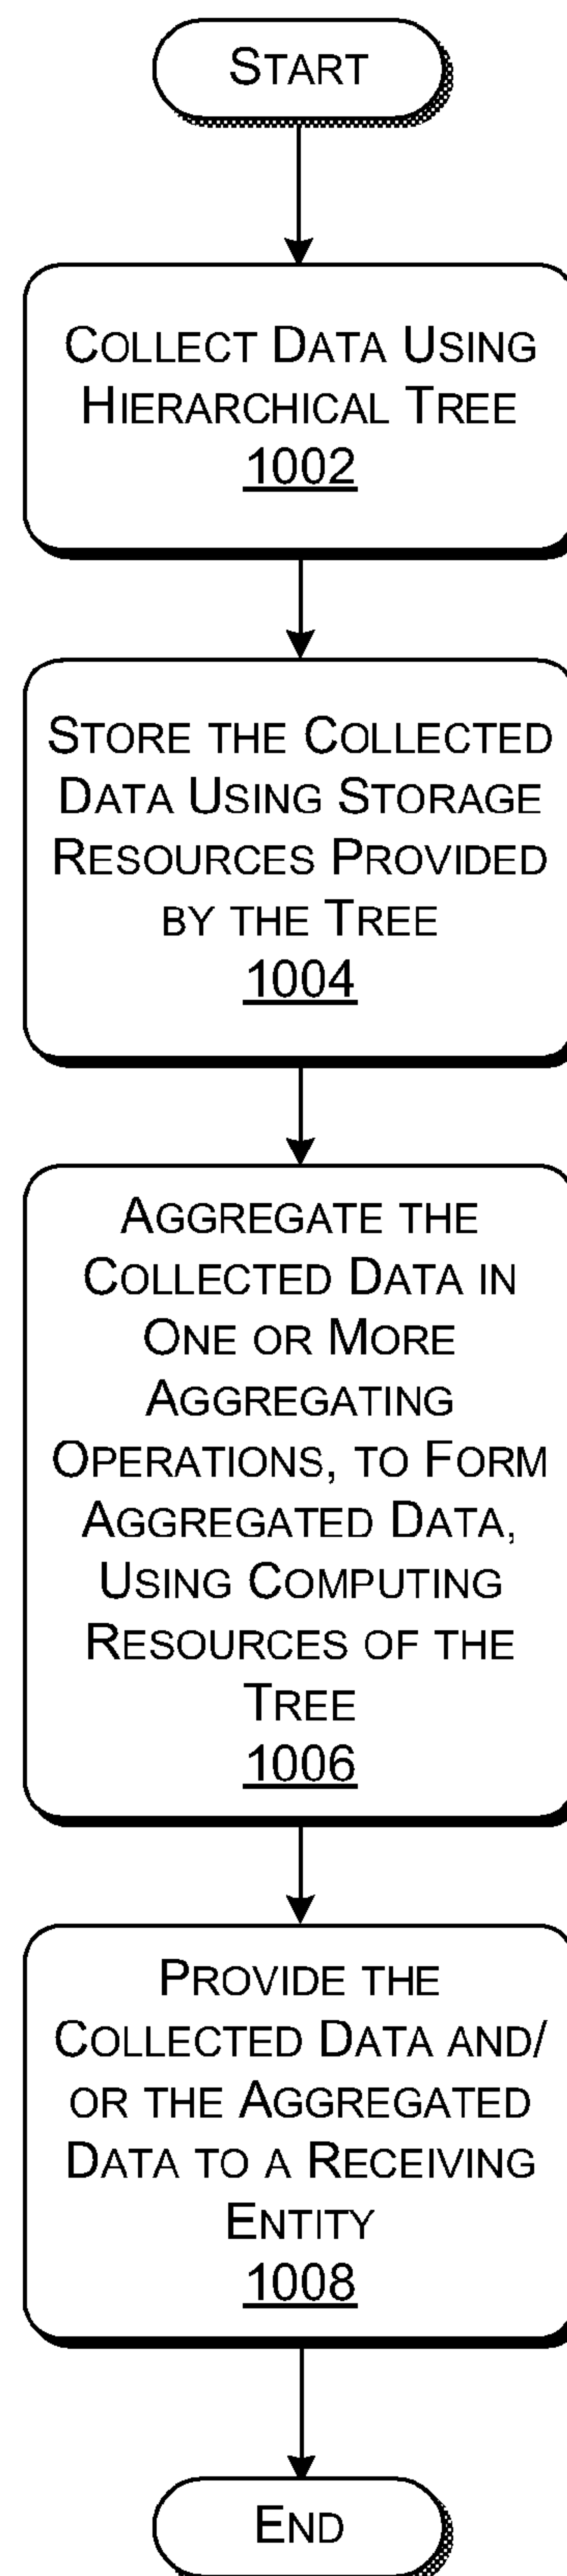 START
COLLECT DATA USING
HIERARCHICAL TREE
1002
STORE THE COLLECTED
DATA USING STORAGE
RESOURCES PROVIDED
BY THE TREE
1004
AGGREGATE THE
COLLECTED DATA IN
ONE OR MORE
AGGREGATING
OPERATIONS, TO FORM
AGGREGATED DATA,
USING COMPUTING
RESOURCES OF THE
TREE
1006
PROVIDE THE
COLLECTED DATA AND/
OR THE AGGREGATED
DATA TO A RECEIVING
ENTITY
1008
END